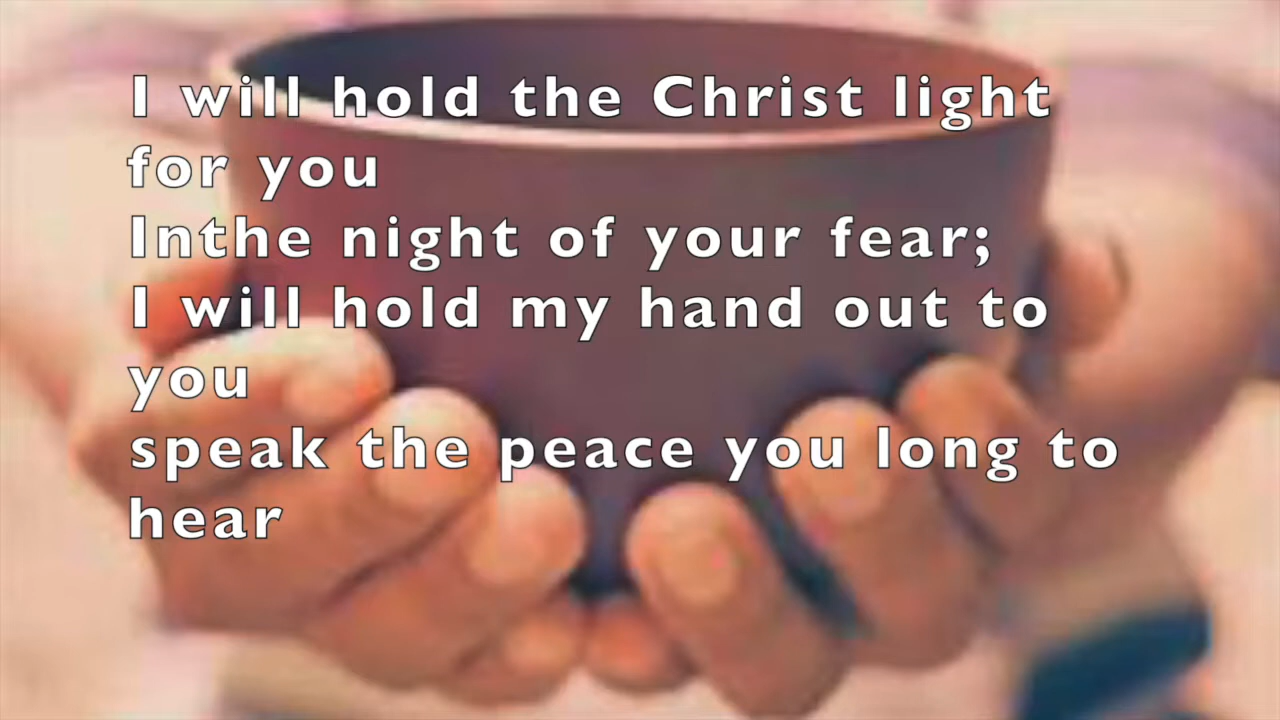 I will hold the Christ light
for you
Inthe night of your fear;
I will hold my hand out to
you
speak the peace you long to
hear